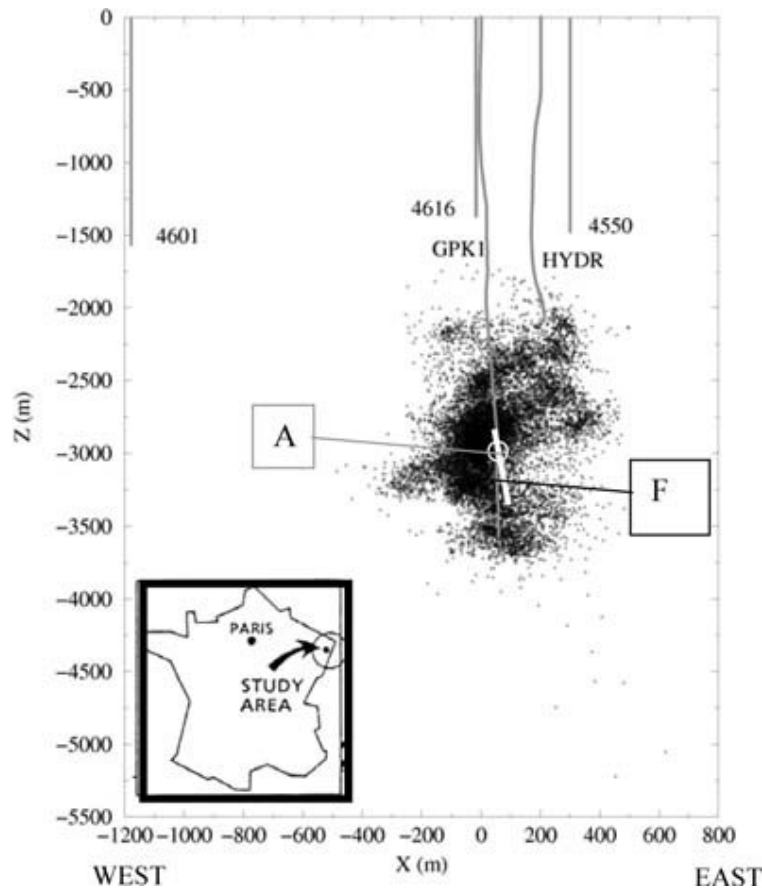 0
−500
−1000
−1500
−2000
−2500
−3000
−3500
−4000
−4500
−5000
−5500
Z (m)
4601
4616
4550
GPK1
HYDR
A
F
PARIS
STUDY
AREA
−1200 −1000 −800 −600 −400 −200 0 200 400 600 800
X (m)
WEST
EAST